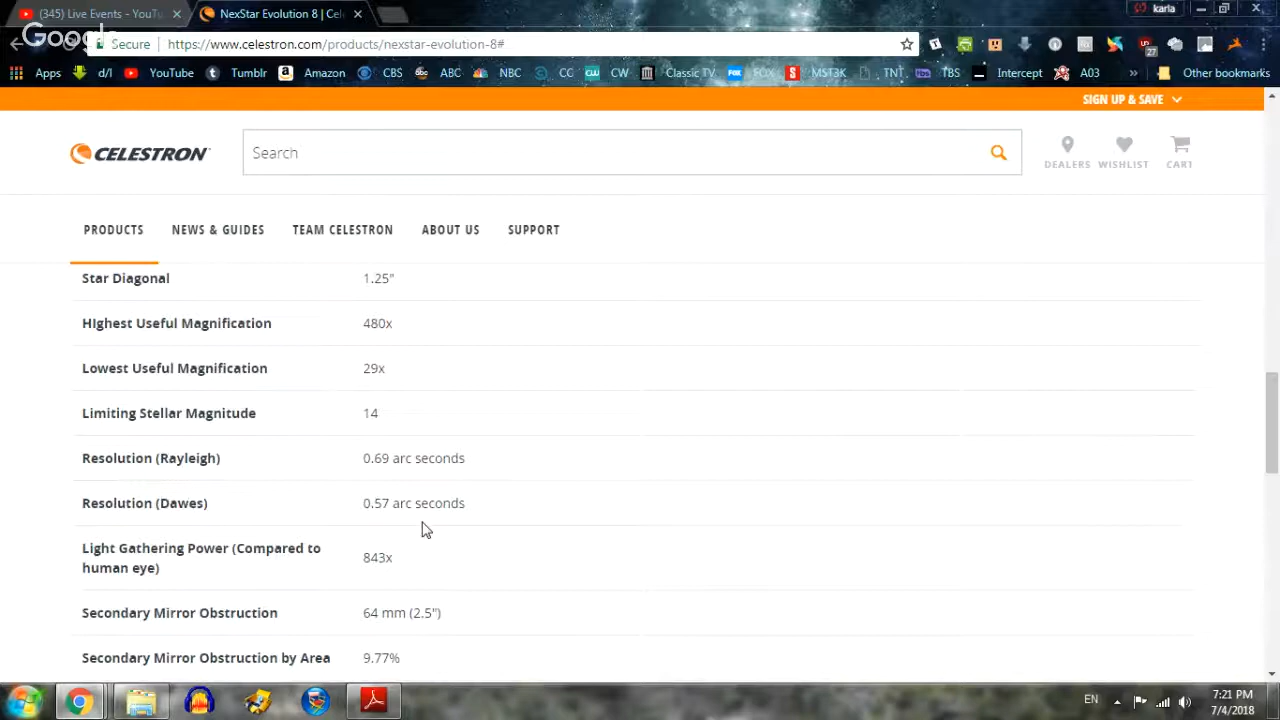 (345) Live Events - YouTu
NexStar Evolution 8 | Cel
karla
Google
Secure
https://www.celestron.com/products/nexstar-evolution-8#
27
Apps
d/l
YouTube
Tumblr
Amazon
CBS
ABC
NBC
CC
CW
Classic TV
FOX
MST3K
TNT
TBS
Intercept
A03
»
Other bookmarks
SIGN UP & SAVE
CELESTRON
Search
DEALERS
WISHLIST
CART
PRODUCTS
NEWS & GUIDES
TEAM CELESTRON
ABOUT US
SUPPORT
Star Diagonal 1.25"
HIghest Useful Magnification 480x
Lowest Useful Magnification 29x
Limiting Stellar Magnitude 14
Resolution (Rayleigh) 0.69 arc seconds
Resolution (Dawes) 0.57 arc seconds
Light Gathering Power (Compared to
human eye) 843x
Secondary Mirror Obstruction 64 mm (2.5")
Secondary Mirror Obstruction by Area 9.77%
EN
7:21 PM
7/4/2018